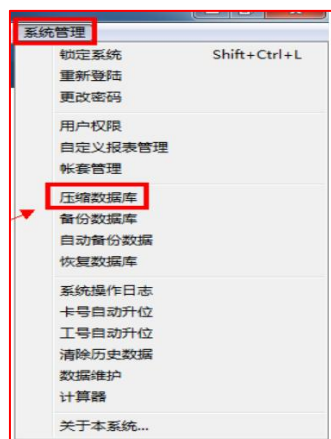 系统管理
锁定系统 Shift+Ctrl+L
重新登陆
更改密码
用户权限
自定义报表管理
帐套管理
压缩数据库
备份数据库
自动备份数据
恢复数据库
系统操作日志
卡号自动升位
工号自动升位
清除历史数据
数据维护
计算器
关于本系统...